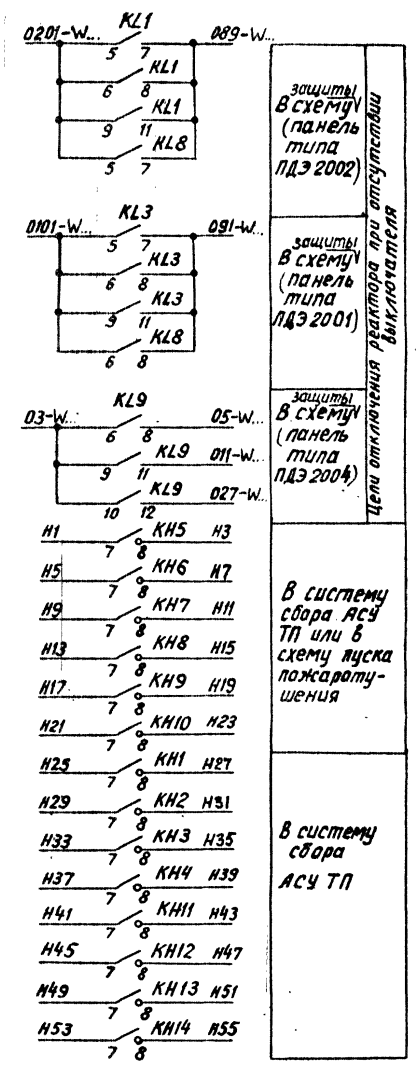 0201-W... KL1 089-W...
5 7
KL1
6 8
KL1
9 11
KL8
5 7
защиты
В схему
(панель
типа
ПДЭ 2002)
0101-W... KL3 091-W...
5 7
KL3
6 8
KL3
9 11
KL8
6 8
защиты
В схему
(панель
типа
ПДЭ 2001)
03-W... KL9 05-W...
6 8
KL9 011-W...
9 11
KL9 027-W...
10 12
защиты
В схему
(панель
типа
ПДЭ 2004)
Цепи отключения реактора при отсутствии
выключателя
H1 KH5 H3
7 8
H5 KH6 H7
7 8
H9 KH7 H11
7 8
H13 KH8 H15
7 8
H17 KH9 H19
7 8
H21 KH10 H23
7 8
В систему
сбора АСУ
ТП или в
схему пуска
пожароту-
шения
H25 KH1 H27
7 8
H29 KH2 H31
7 8
H33 KH3 H35
7 8
H37 KH4 H39
7 8
H41 KH11 H43
7 8
H45 KH12 H47
7 8
H49 KH13 H51
7 8
H53 KH14 H55
7 8
В систему
сбора
АСУ ТП